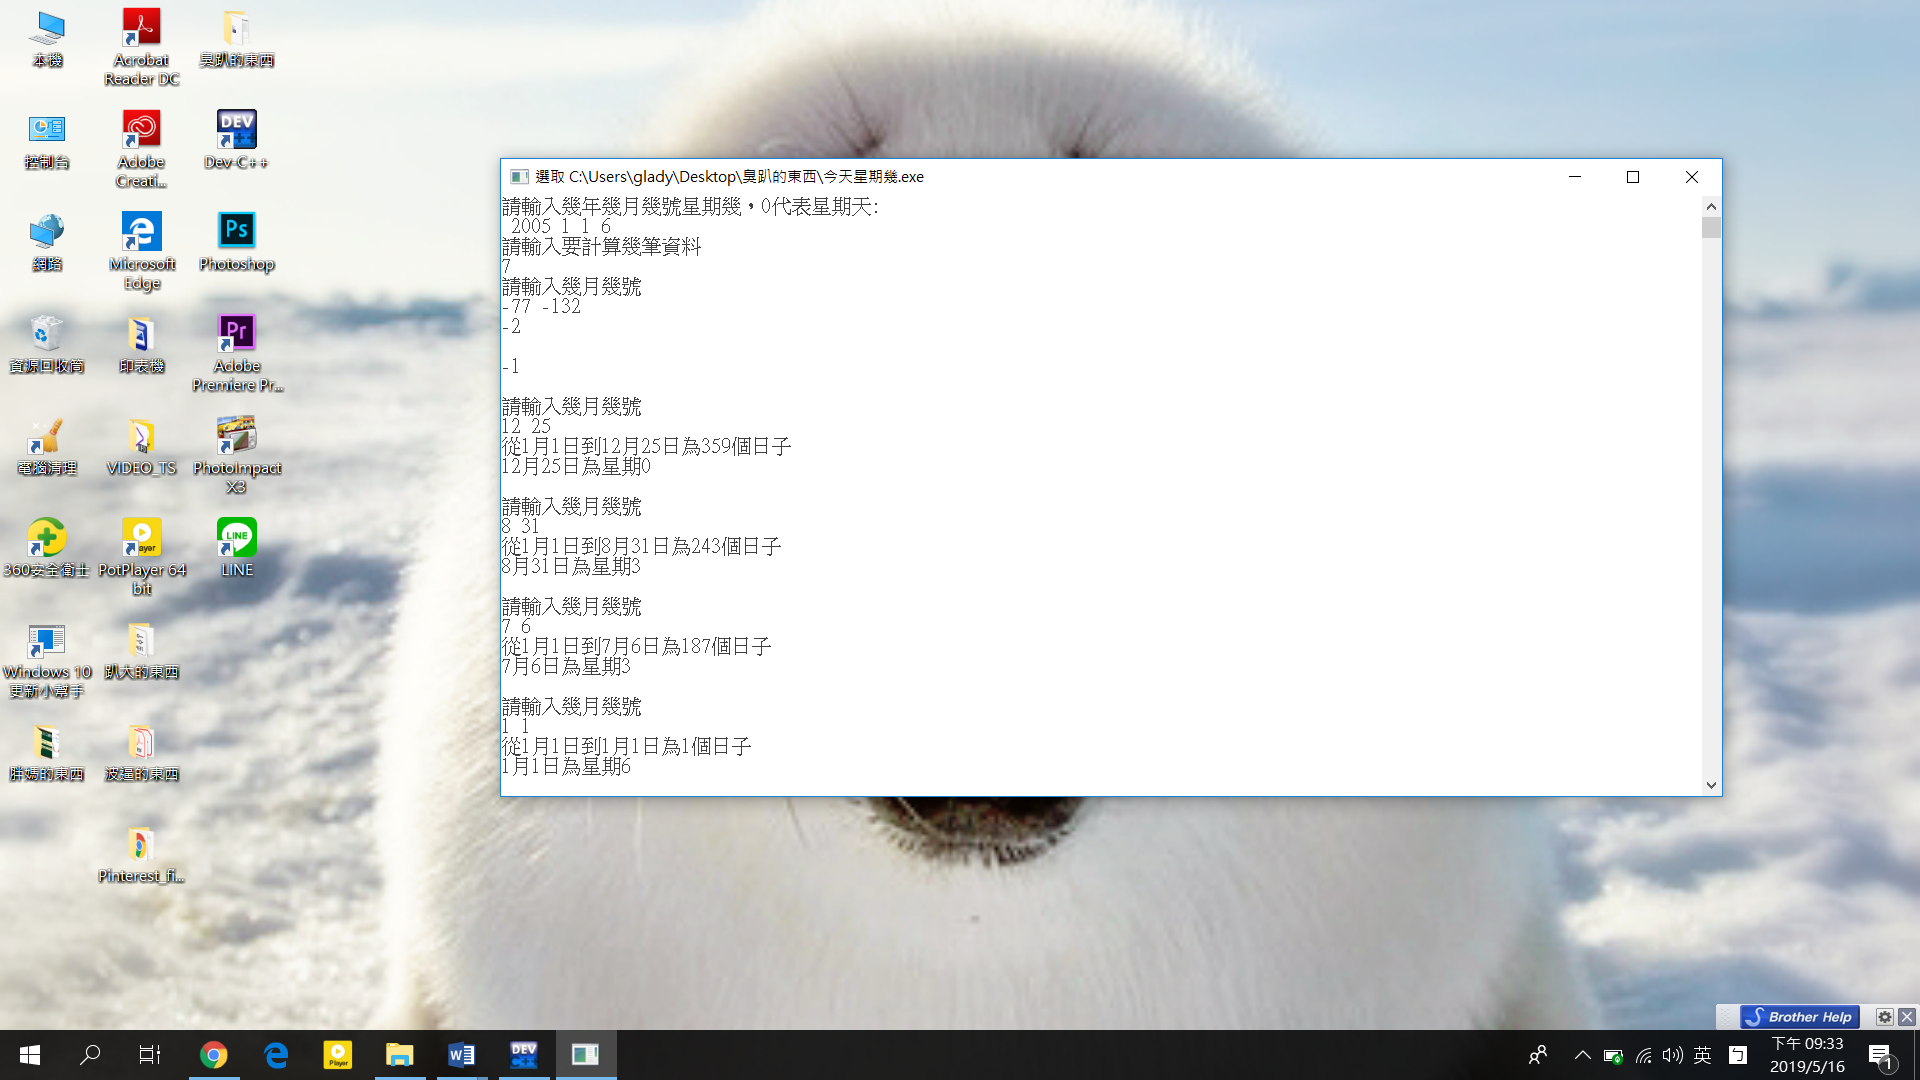 本機
Acrobat
Reader DC
臭趴的東西
控制台
Adobe
Creati...
DEV
C++
Dev-C++
網路
Microsoft
Edge
Ps
Photoshop
資源回收筒
印表機
Pr
Adobe
Premiere Pr...
電腦清理
VIDEO_TS
PhotoImpact
X3
360安全衛士
PotPlayer 64
bit
LINE
LINE
Windows 10
更新小幫手
趴大的東西
胖媽的東西
波福的東西
Pinterest_fi...
選取 C:\Users\glady\Desktop\臭趴的東西\今天星期幾.exe
請輸入幾年幾月幾號星期幾，0代表星期天:
2005 1 1 6
請輸入要計算幾筆資料
7
請輸入幾月幾號
-77 -132
-2
-1
請輸入幾月幾號
12 25
從1月1日到12月25日為359個日子
12月25日為星期0
請輸入幾月幾號
8 31
從1月1日到8月31日為243個日子
8月31日為星期3
請輸入幾月幾號
7 6
從1月1日到7月6日為187個日子
7月6日為星期3
請輸入幾月幾號
1 1
從1月1日到1月1日為1個日子
1月1日為星期6
Brother Help
Player
DEV
C++
英
下午 09:33
2019/5/16
1